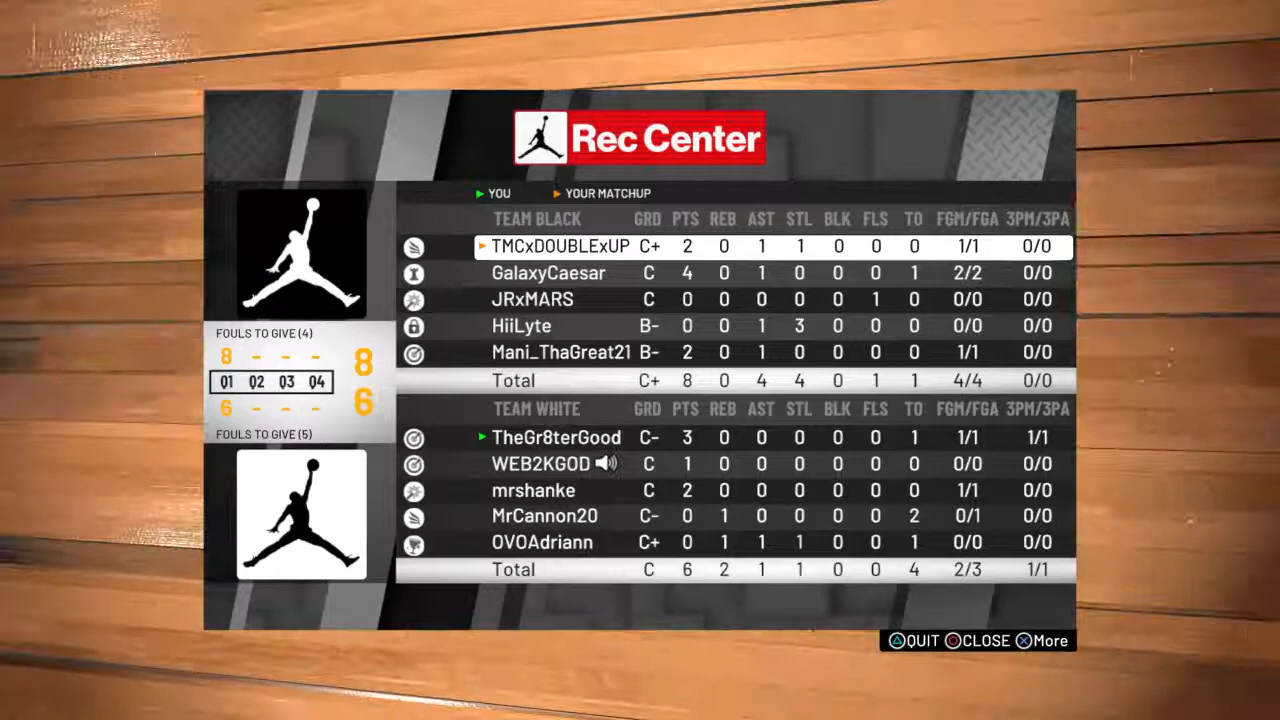 Rec Center
YOU YOUR MATCHUP
TEAM BLACK GRD PTS REB AST STL BLK FLS TO FGM/FGA 3PM/3PA
TMCxDOUBLExUP C+ 2 0 1 1 0 0 0 1/1 0/0
GalaxyCaesar C 4 0 1 0 0 0 1 2/2 0/0
JRxMARS C 0 0 0 0 0 1 0 0/0 0/0
HiiLyte B- 0 0 1 3 0 0 0 0/0 0/0
Mani_ThaGreat21 B- 2 0 1 0 0 0 0 1/1 0/0
Total C+ 8 0 4 4 0 1 1 4/4 0/0
FOULS TO GIVE (4)
8 - - - 8
Q1 Q2 Q3 Q4
6 - - - 6
FOULS TO GIVE (5)
TEAM WHITE GRD PTS REB AST STL BLK FLS TO FGM/FGA 3PM/3PA
TheGr8terGood C- 3 0 0 0 0 0 1 1/1 1/1
WEB2KGOD C 1 0 0 0 0 0 0 0/0 0/0
mrshanke C 2 0 0 0 0 0 0 1/1 0/0
MrCannon20 C- 0 1 0 0 0 0 2 0/1 0/0
OVOAdriann C+ 0 1 1 1 0 0 1 0/0 0/0
Total C 6 2 1 1 0 0 4 2/3 1/1
QUIT CLOSE More